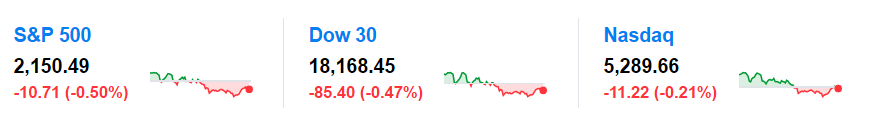 S&P 500
2,150.49
-10.71 (-0.50%)
Dow 30
18,168.45
-85.40 (-0.47%)
Nasdaq
5,289.66
-11.22 (-0.21%)